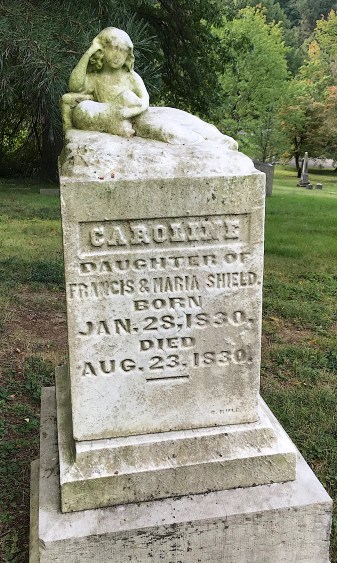 CAROLINE
DAUGHTER OF
FRANCIS & MARIA SHIELD.
BORN
JAN. 28, 1830.
DIED
AUG. 23, 1830.